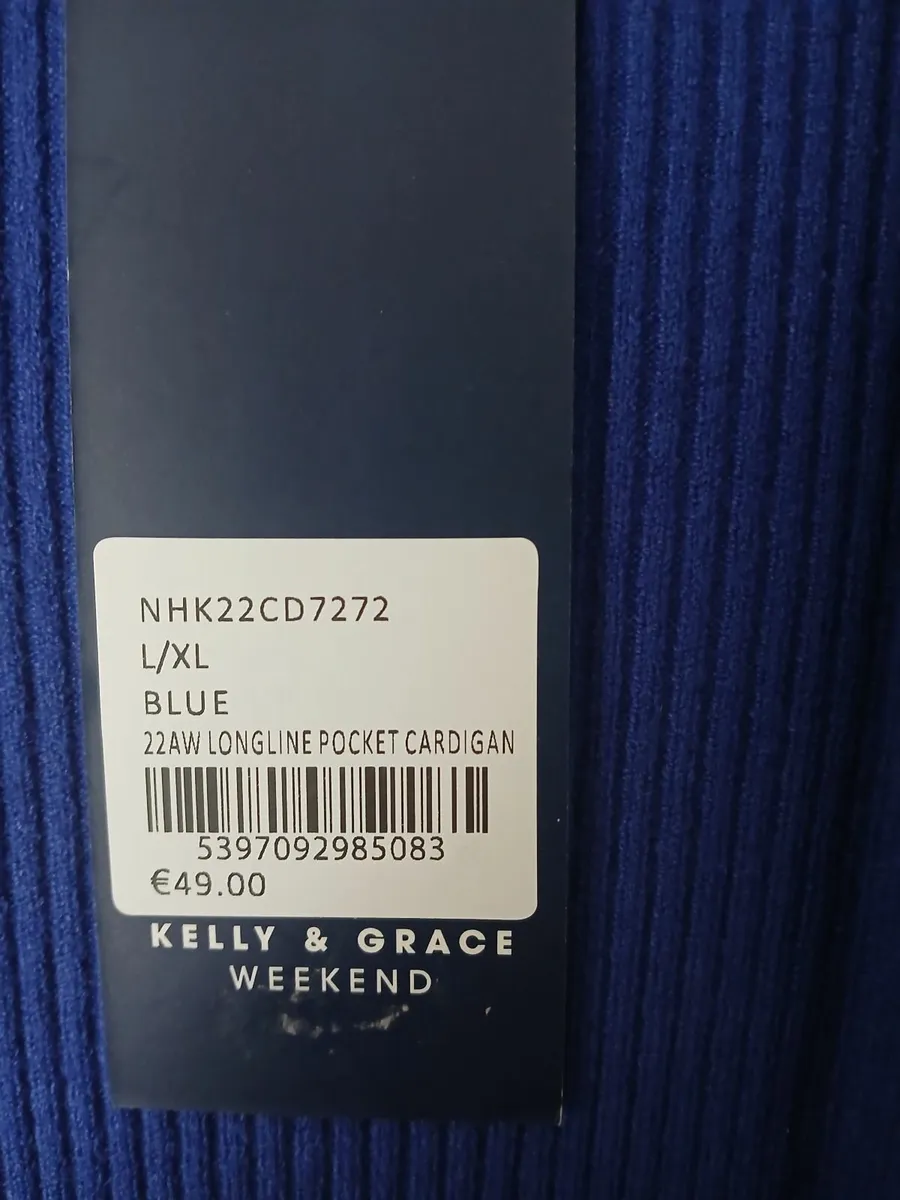 NHK22CD7272
L/XL
BLUE
22AW LONGLINE POCKET CARDIGAN
5397092985083
€49.00
KELLY & GRACE
WEEKEND